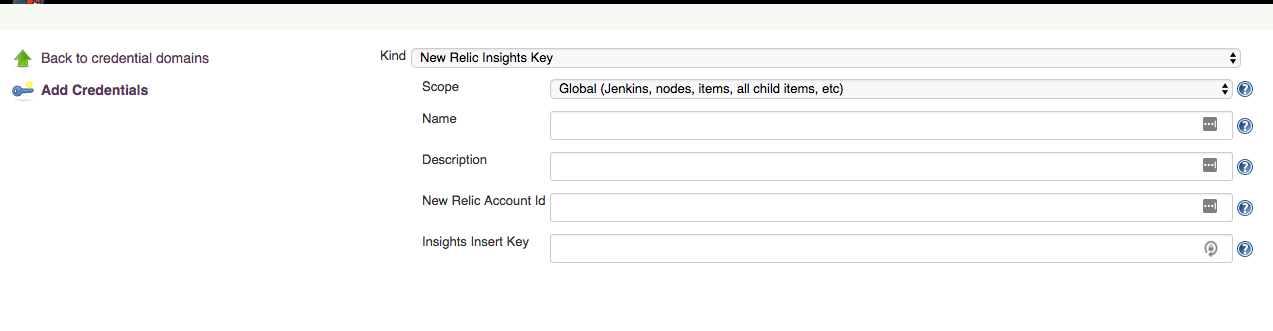 Back to credential domains
Add Credentials
Kind New Relic Insights Key
Scope Global (Jenkins, nodes, items, all child items, etc)
Name
Description
New Relic Account Id
Insights Insert Key